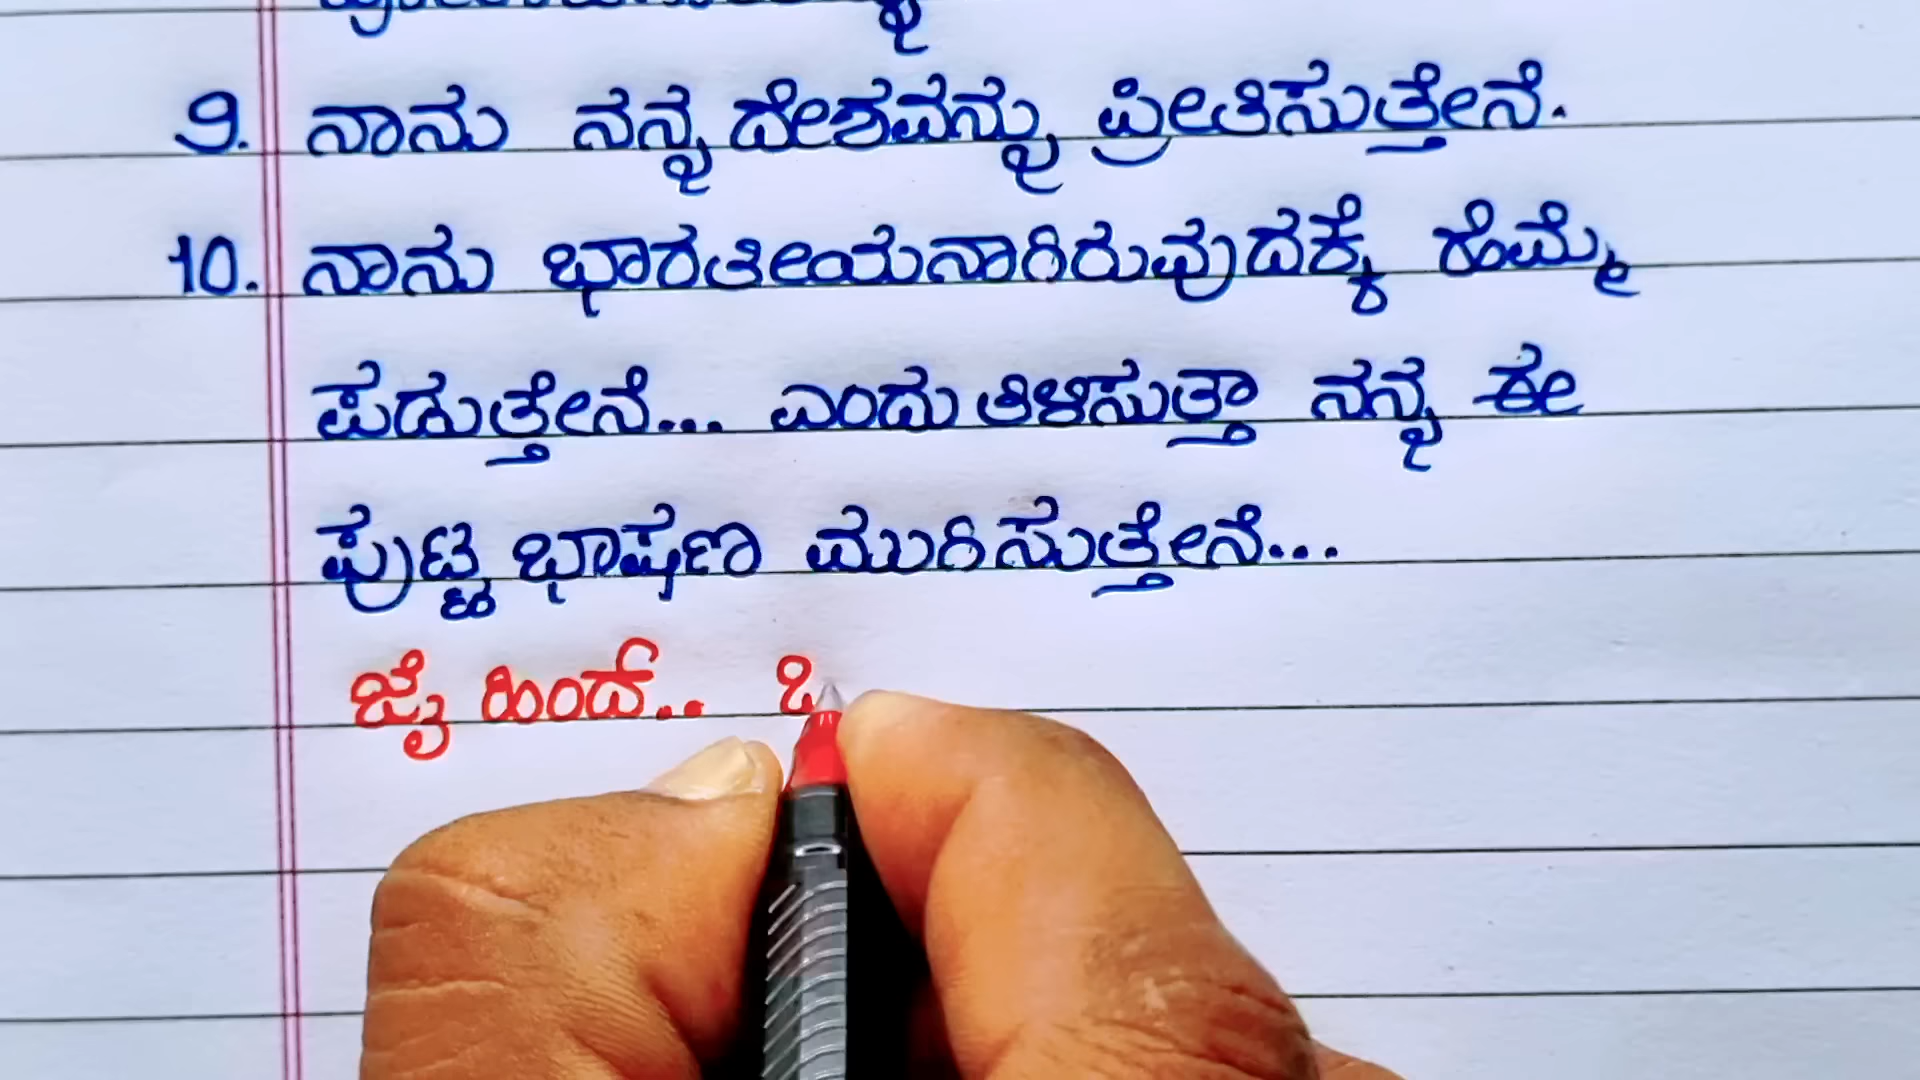 9. ನಾನು ನನ್ನ ದೇಶವನ್ನು ಪ್ರೀತಿಸುತ್ತೇನೆ.
10. ನಾನು ಭಾರತೀಯನಾಗಿರುವುದಕ್ಕೆ ಹೆಮ್ಮೆ
ಪಡುತ್ತೇನೆ... ಎಂದು ತಿಳಿಸುತ್ತಾ ನನ್ನ ಈ
ಪುಟ್ಟ ಭಾಷಣ ಮುಗಿಸುತ್ತೇನೆ...
ಜೈ ಹಿಂದ್..